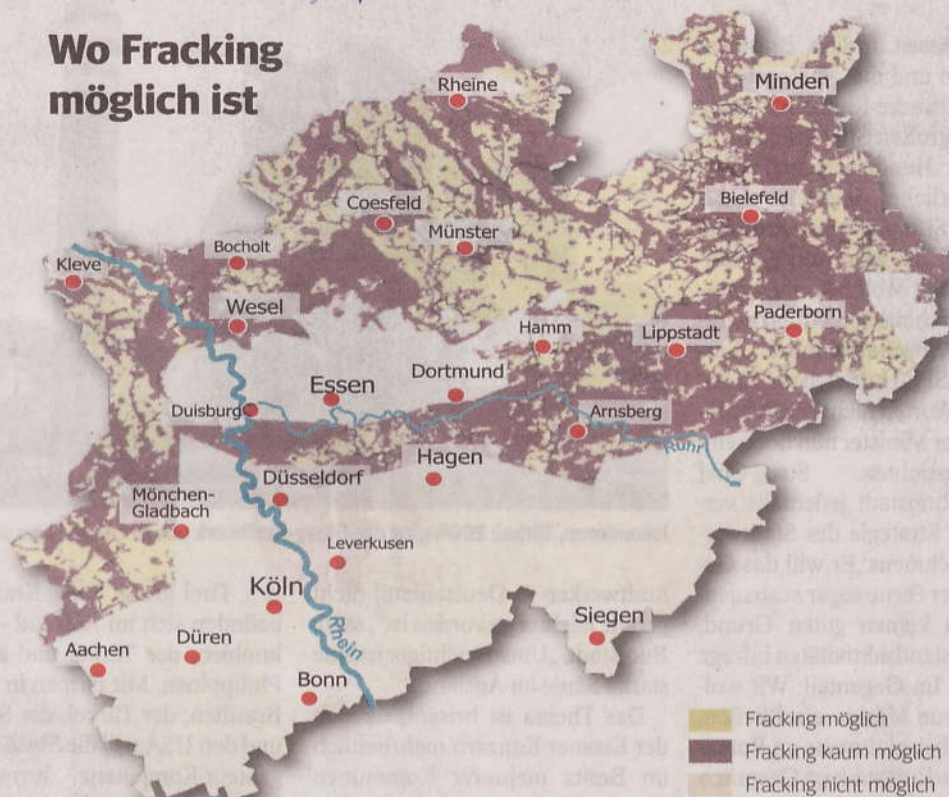 Wo Fracking
möglich ist
Rheine
Minden
Coesfeld
Bielefeld
Münster
Bocholt
Kleve
Wesel
Paderborn
Hamm
Lippstadt
Essen
Dortmund
Duisburg
Arnsberg
Ruhr
Hagen
Düsseldorf
Mönchen-
Gladbach
Leverkusen
Köln
Siegen
Rhein
Aachen
Düren
Bonn
Fracking möglich
Fracking kaum möglich
Fracking nicht möglich